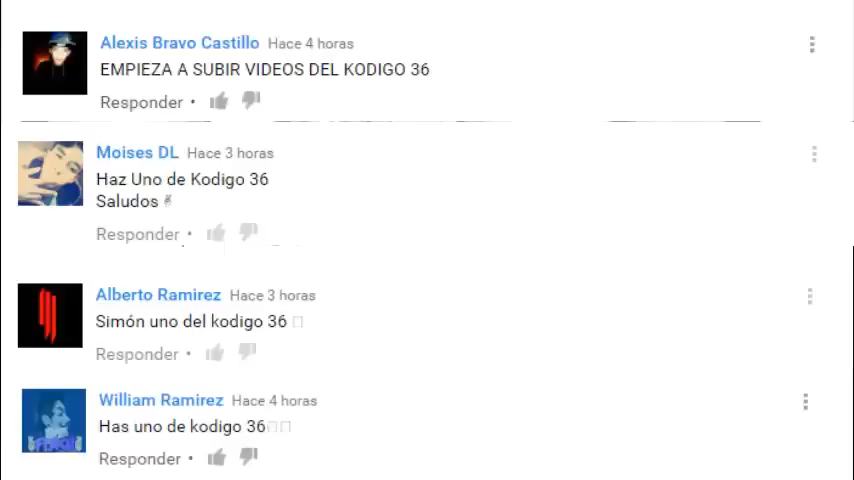 Alexis Bravo Castillo Hace 4 horas
EMPIEZA A SUBIR VIDEOS DEL KODIGO 36
Responder •
Moises DL Hace 3 horas
Haz Uno de Kodigo 36
Saludos ✌
Responder •
Alberto Ramirez Hace 3 horas
Simón uno del kodigo 36
Responder •
William Ramirez Hace 4 horas
Has uno de kodigo 36
Responder •